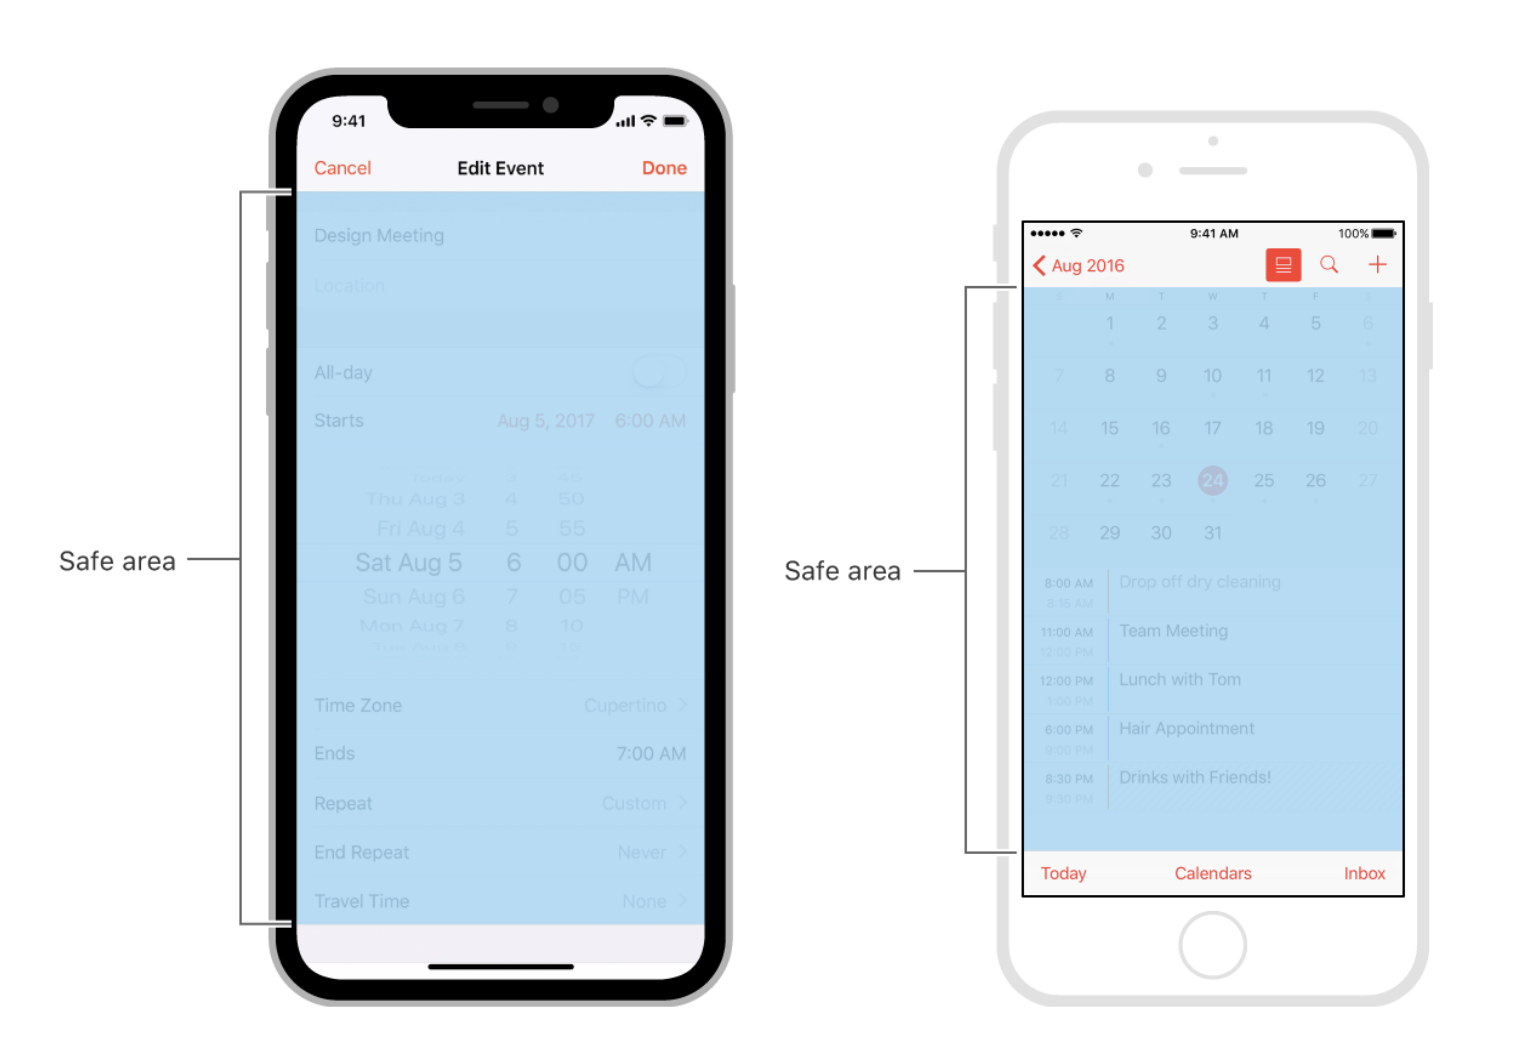 9:41
Cancel Edit Event Done
Design Meeting
Location
All-day
Starts Aug 5, 2017 6:00 AM
Today
Thu Aug 3 4 50
Fri Aug 4 5 55
Sat Aug 5 6 00 AM
Sun Aug 6 7 05 PM
Mon Aug 7 8 10
Time Zone Cupertino
Ends 7:00 AM
Repeat Custom
End Repeat Never
Travel Time None
Safe area
9:41 AM 100%
Aug 2016
S M T W T F S
1 2 3 4 5 6
7 8 9 10 11 12 13
14 15 16 17 18 19 20
21 22 23 24 25 26 27
28 29 30 31
8:00 AM Drop off dry cleaning
8:15 AM
11:00 AM Team Meeting
12:00 PM
12:00 PM Lunch with Tom
1:00 PM
6:00 PM Hair Appointment
9:00 PM
8:30 PM Drinks with Friends!
9:30 PM
Today Calendars Inbox
Safe area